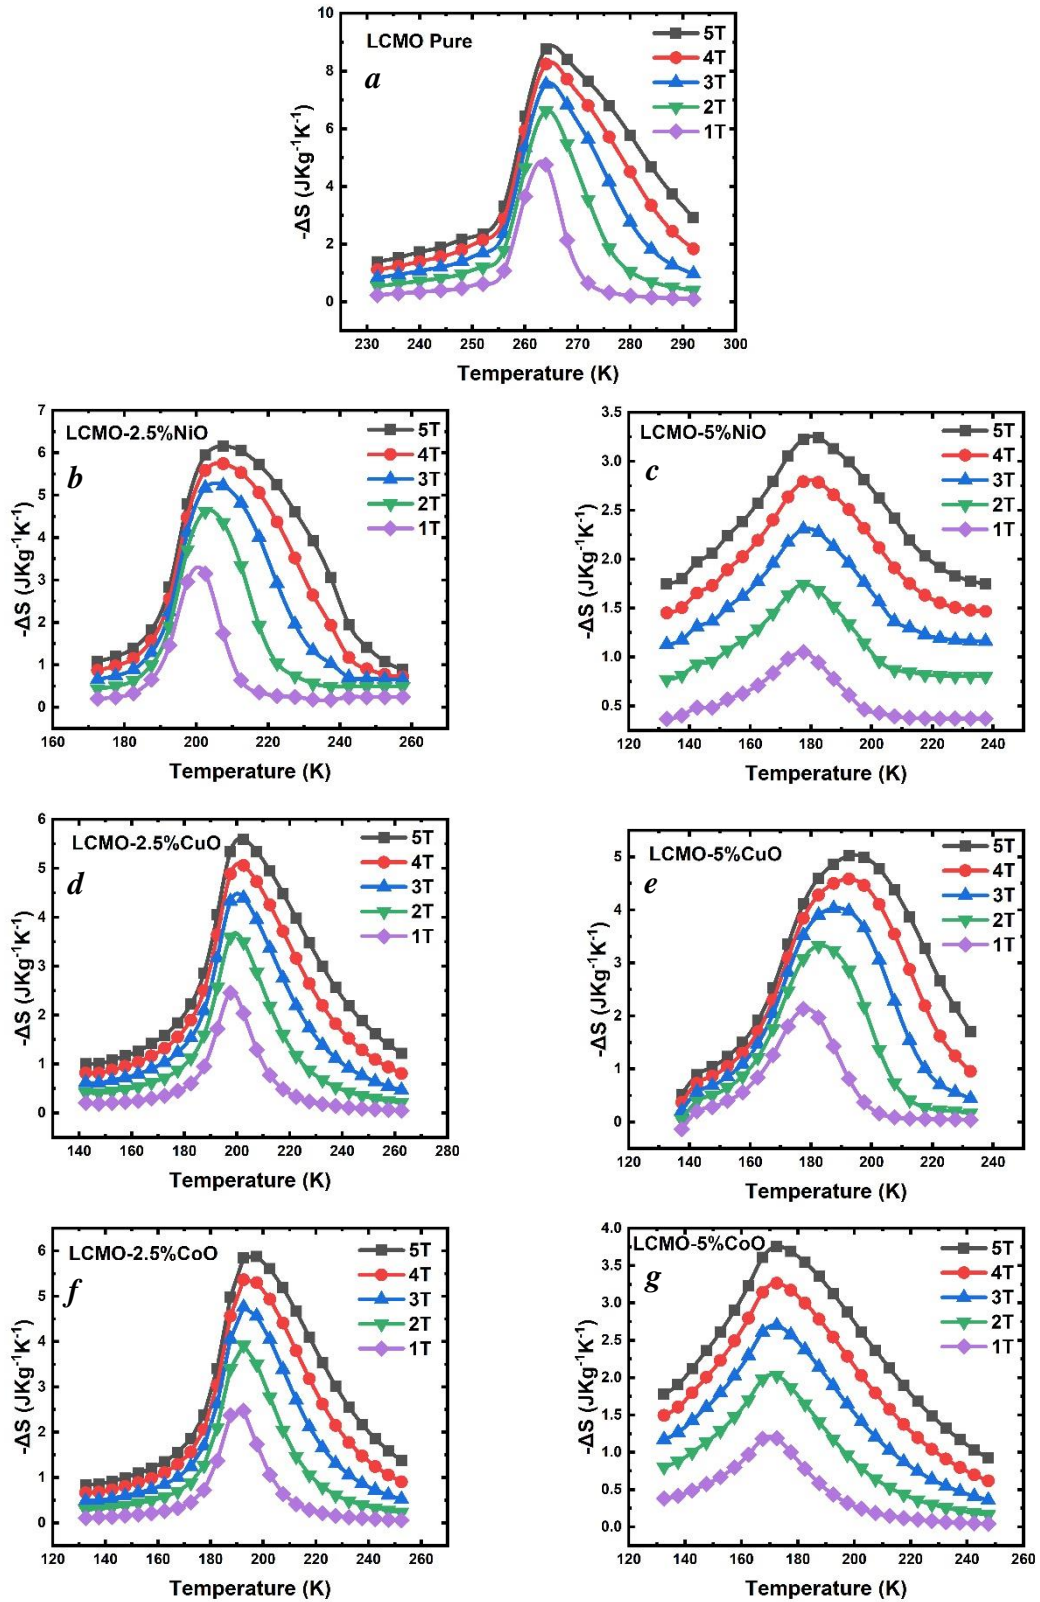 LCMO Pure
a
5T
4T
3T
2T
1T
10
8
6
4
2
0
-ΔS (JKg⁻¹K⁻¹)
230 240 250 260 270 280 290 300
Temperature (K)
LCMO-2.5%NiO
b
5T
4T
3T
2T
1T
7
6
5
4
3
2
1
0
-ΔS (JKg⁻¹K⁻¹)
160 180 200 220 240 260
Temperature (K)
LCMO-5%NiO
c
5T
4T
3T
2T
1T
3.5
3.0
2.5
2.0
1.5
1.0
0.5
-ΔS (JKg⁻¹K⁻¹)
120 140 160 180 200 220 240
Temperature (K)
LCMO-2.5%CuO
d
5T
4T
3T
2T
1T
6
5
4
3
2
1
0
-ΔS (JKg⁻¹K⁻¹)
140 160 180 200 220 240 260 280
Temperature (K)
LCMO-5%CuO
e
5T
4T
3T
2T
1T
5
4
3
2
1
0
-ΔS (JKg⁻¹K⁻¹)
120 140 160 180 200 220 240
Temperature (K)
LCMO-2.5%CoO
f
5T
4T
3T
2T
1T
6
5
4
3
2
1
0
-ΔS (JKg⁻¹K⁻¹)
120 140 160 180 200 220 240 260
Temperature (K)
LCMO-5%CoO
g
5T
4T
3T
2T
1T
4.0
3.5
3.0
2.5
2.0
1.5
1.0
0.5
0.0
-ΔS (JKg⁻¹K⁻¹)
120 140 160 180 200 220 240 260
Temperature (K)